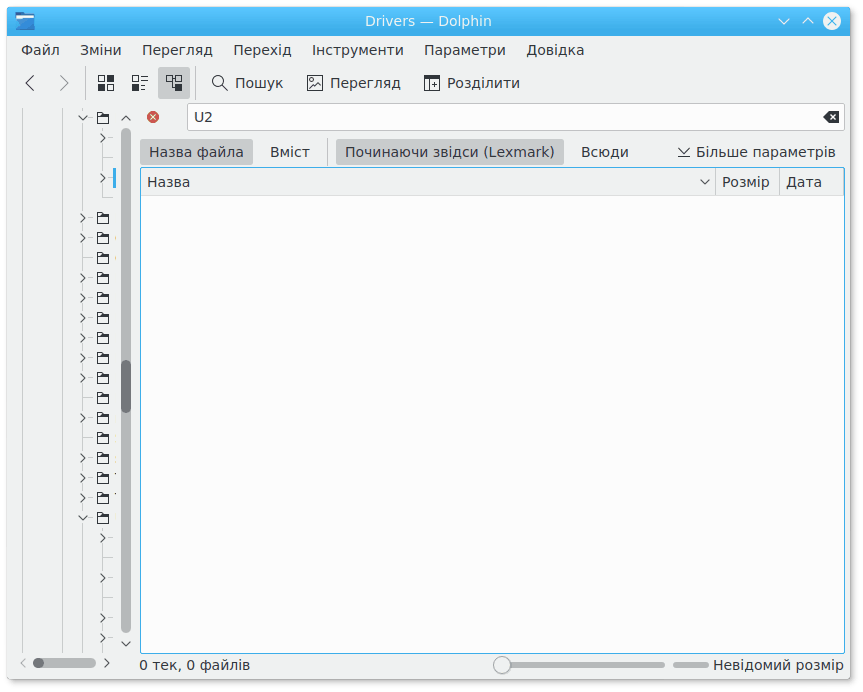 Drivers — Dolphin
Файл Зміни Перегляд Перехід Інструменти Параметри Довідка
Пошук Перегляд Розділити
U2
Назва файла Вміст Починаючи звідси (Lexmark) Всюди Більше параметрів
Назва Розмір Дата
0 тек, 0 файлів Невідомий розмір